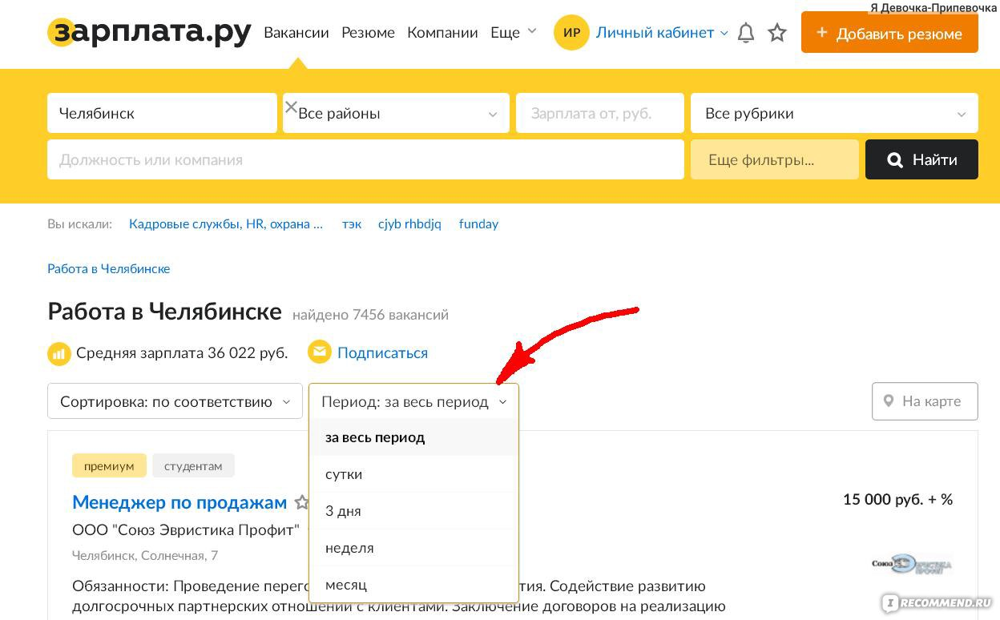 Я Девочка-Припевочка
зарплата.ру Вакансии Резюме Компании Еще ИР Личный кабинет + Добавить резюме
Челябинск Все районы Зарплата от, руб. Все рубрики
Должность или компания Еще фильтры... Найти
Вы искали: Кадровые службы, HR, охрана ... тэк cjyb rhbdjq funday
Работа в Челябинске
Работа в Челябинске найдено 7456 вакансий
Средняя зарплата 36 022 руб. Подписаться
Сортировка: по соответствию Период: за весь период На карте
за весь период
премиум студентам
сутки
Менеджер по продажам 15 000 руб. + %
3 дня
ООО "Союз Эвристика Профит"
неделя
Челябинск, Солнечная, 7
Союз Эвристика Профит
месяц
Обязанности: Проведение перего тия. Содействие развитию
долгосрочных партнерских отношений с клиентами. Заключение договоров на реализацию
IRECOMMEND.RU